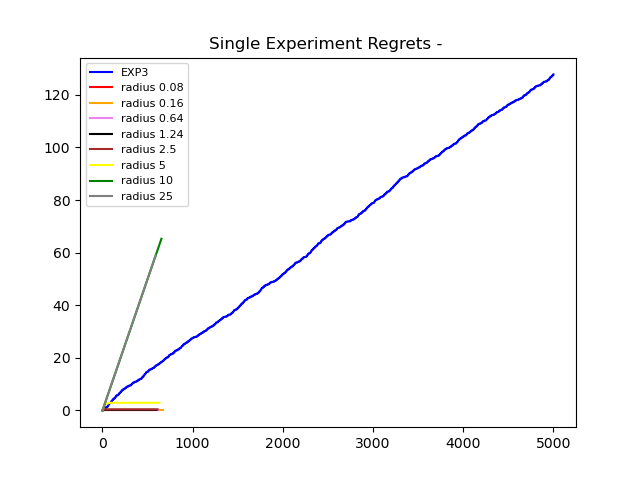 Single Experiment Regrets -
EXP3
radius 0.08
radius 0.16
radius 0.64
radius 1.24
radius 2.5
radius 5
radius 10
radius 25
120
100
80
60
40
20
0
0 1000 2000 3000 4000 5000